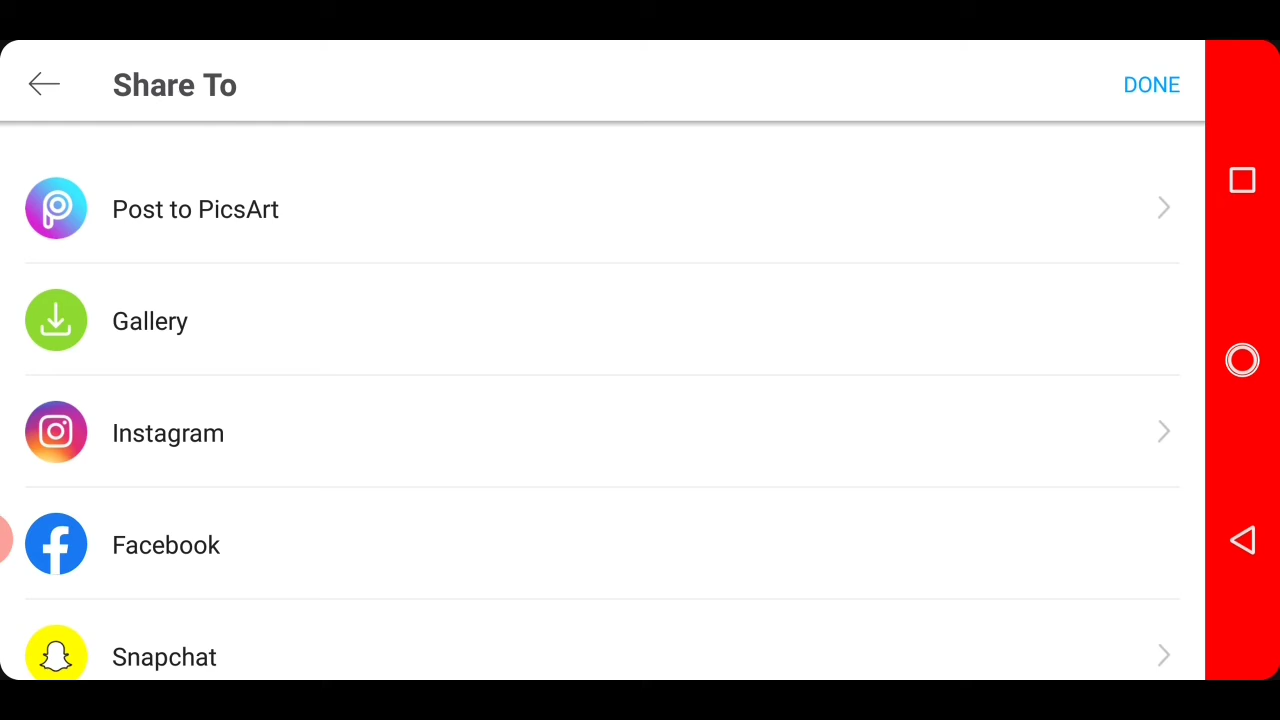 Share To
DONE
Post to PicsArt
Gallery
Instagram
Facebook
Snapchat